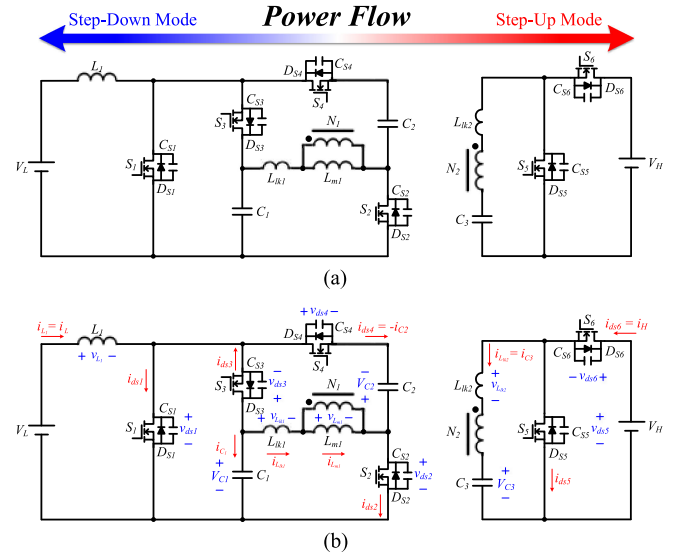 Step-Down Mode
Power Flow
Step-Up Mode
(a)
L1
CS4
DS4
S4
S6
CS6
DS6
CS3
S3
DS3
N1
C2
Llk2
VL
S1
CS1
DS1
Llk1
Lm1
N2
S5
CS5
DS5
VH
C1
S2
CS2
DS2
C3
(a)
iL1 = iL
L1
+ vL1 -
+ vds4 -
DS4
CS4
S4
ids4 = -iC2
S6
ids6 = iH
CS6
DS6
- vds6 +
ids1
ids3
CS3
S3
DS3
- vds3 +
N1
- VC2 +
C2
iLlk2 = iC3
Llk2
+ vLlk2 -
VL
S1
CS1
DS1
+ vds1 -
+ vLlk1 -
+ vLm1 -
Llk1
Lm1
iLlk1
iLm1
N2
S5
CS5
DS5
+ vds5 -
VH
iC1
+ VC1 -
C1
S2
CS2
DS2
+ vds2 -
ids2
C3
+ VC3 -
ids5
(b)